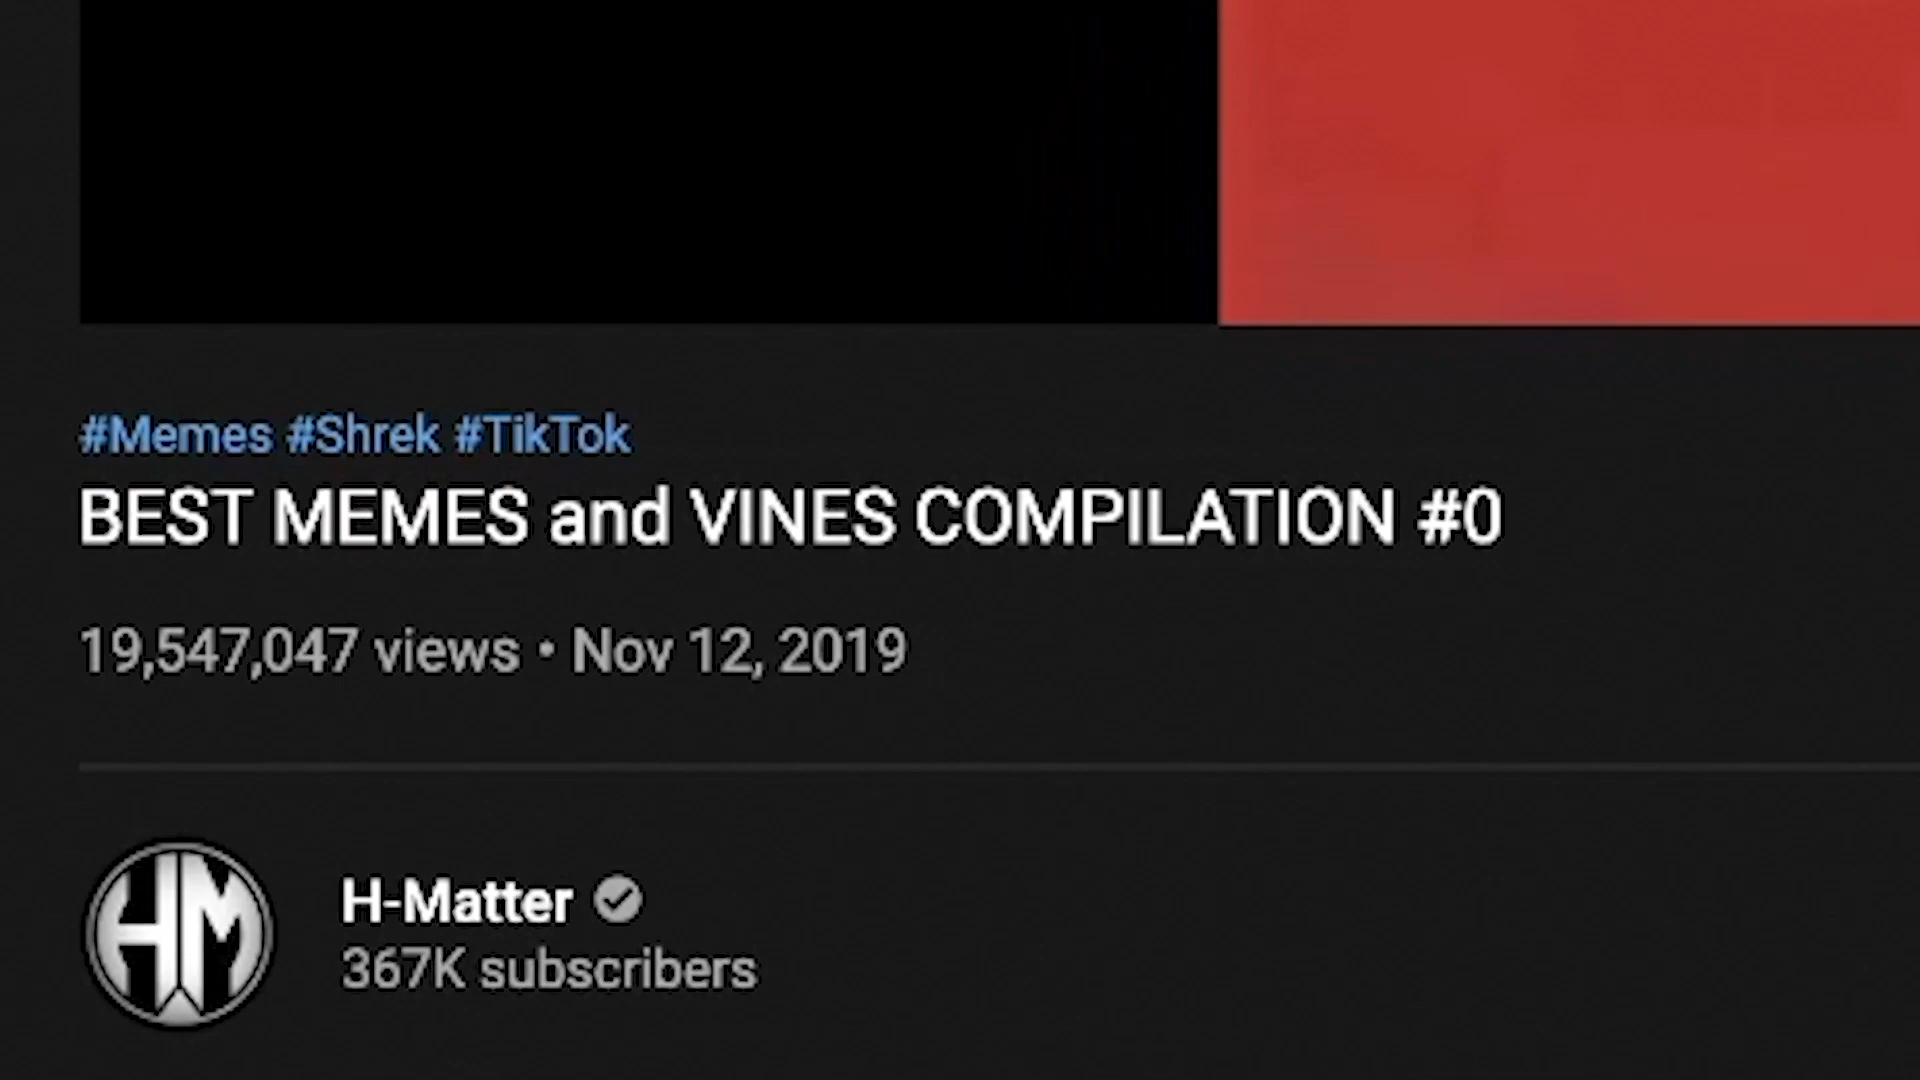 #Memes #Shrek #TikTok
BEST MEMES and VINES COMPILATION #0
19,547,047 views • Nov 12, 2019
HM
H-Matter
367K subscribers